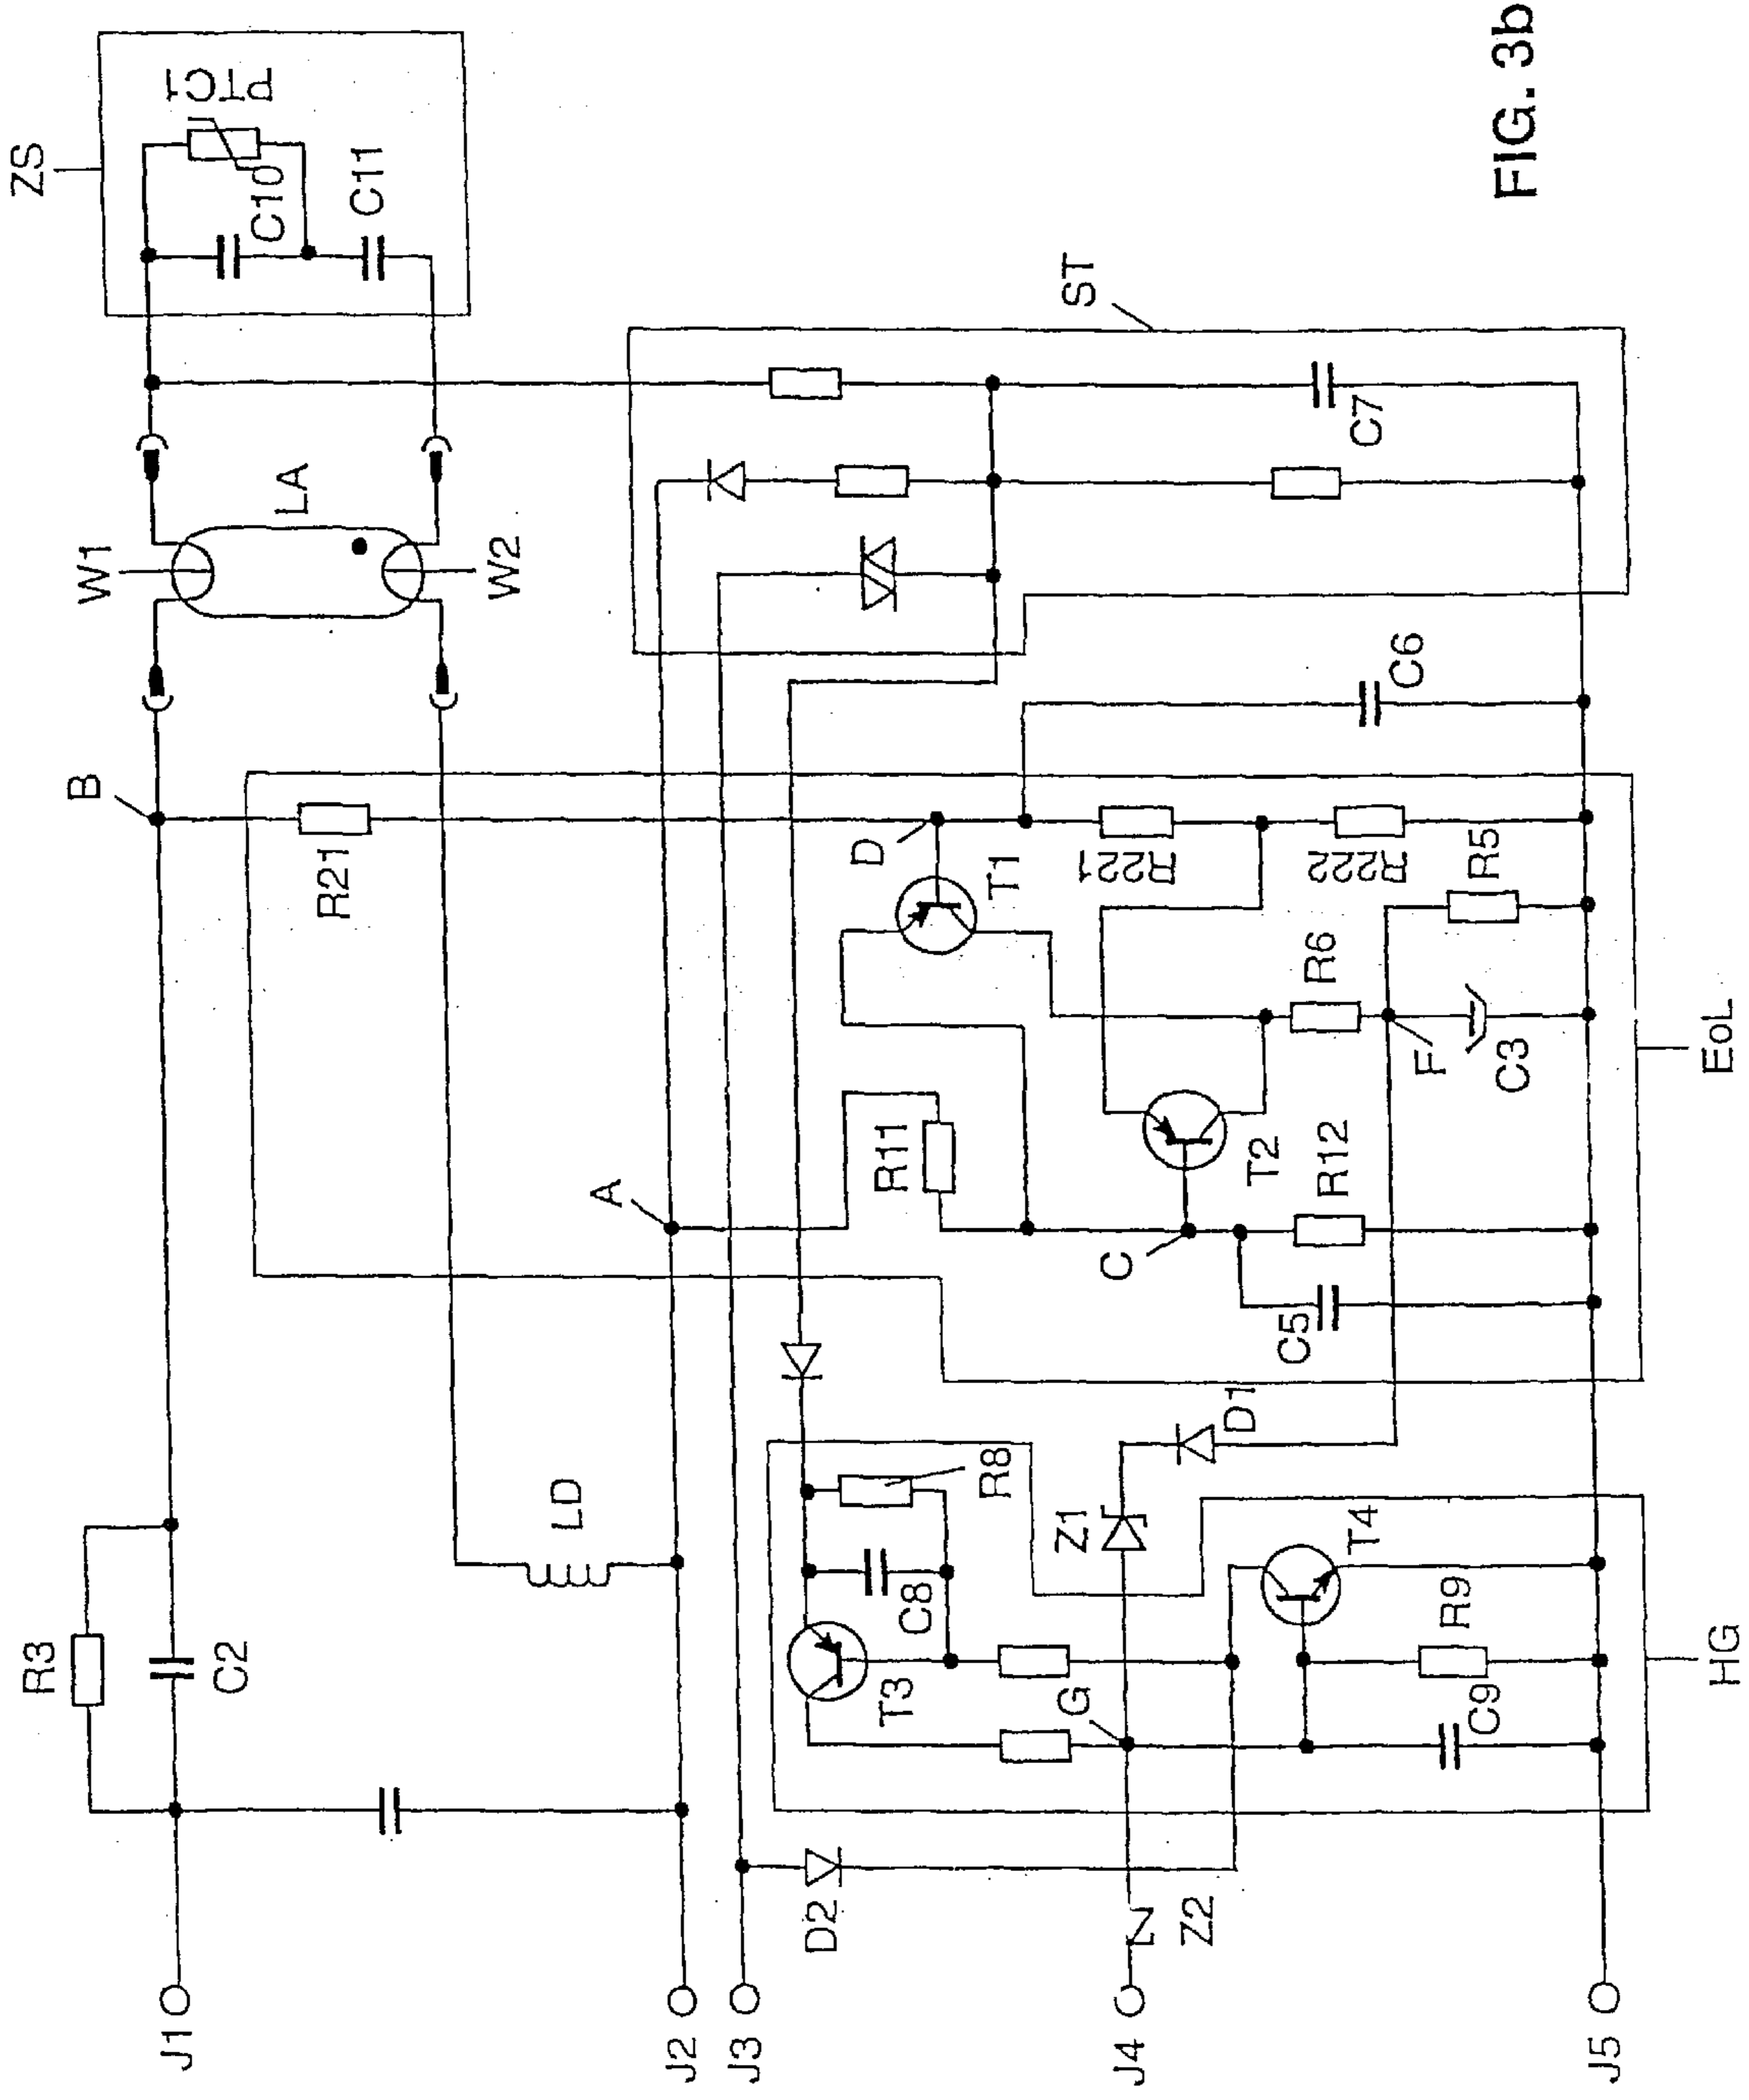 ZS
PTC1
C10
C11
W1
LA
W2
ST
C7
B
C6
R21
D
T1
R221
R222
R5
R6
F
C3
EoL
A
R11
T2
R12
C
C5
D1
LD
R8
Z1
T4
R3
C2
C8
T3
G
R9
C9
HG
D2
Z2
J1
J2
J3
J4
J5
FIG. 3b